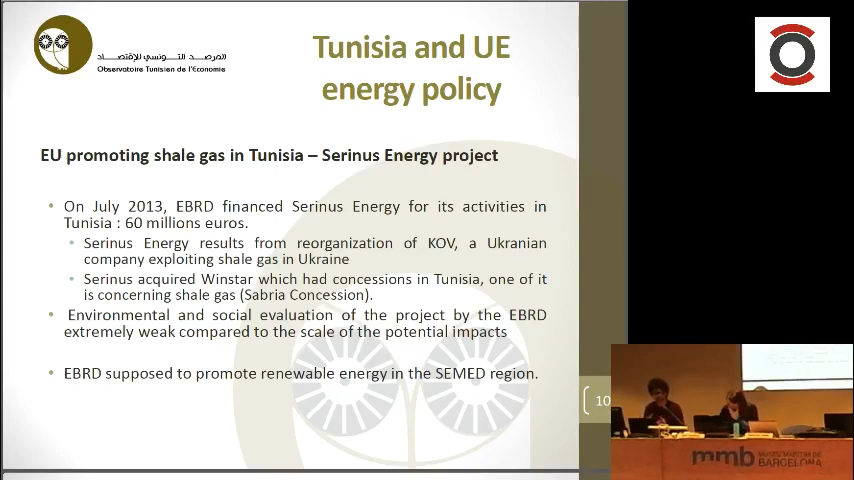 المرصد التونسي للإقتصاد
Observatoire Tunisien de l'Economie
Tunisia and UE
energy policy
EU promoting shale gas in Tunisia – Serinus Energy project
• On July 2013, EBRD financed Serinus Energy for its activities in
Tunisia : 60 millions euros.
• Serinus Energy results from reorganization of KOV, a Ukranian
company exploiting shale gas in Ukraine
• Serinus acquired Winstar which had concessions in Tunisia, one of it
is concerning shale gas (Sabria Concession).
• Environmental and social evaluation of the project by the EBRD
extremely weak compared to the scale of the potential impacts
• EBRD supposed to promote renewable energy in the SEMED region.
10
mmb MUSEU MARÍTIM DE
BARCELONA